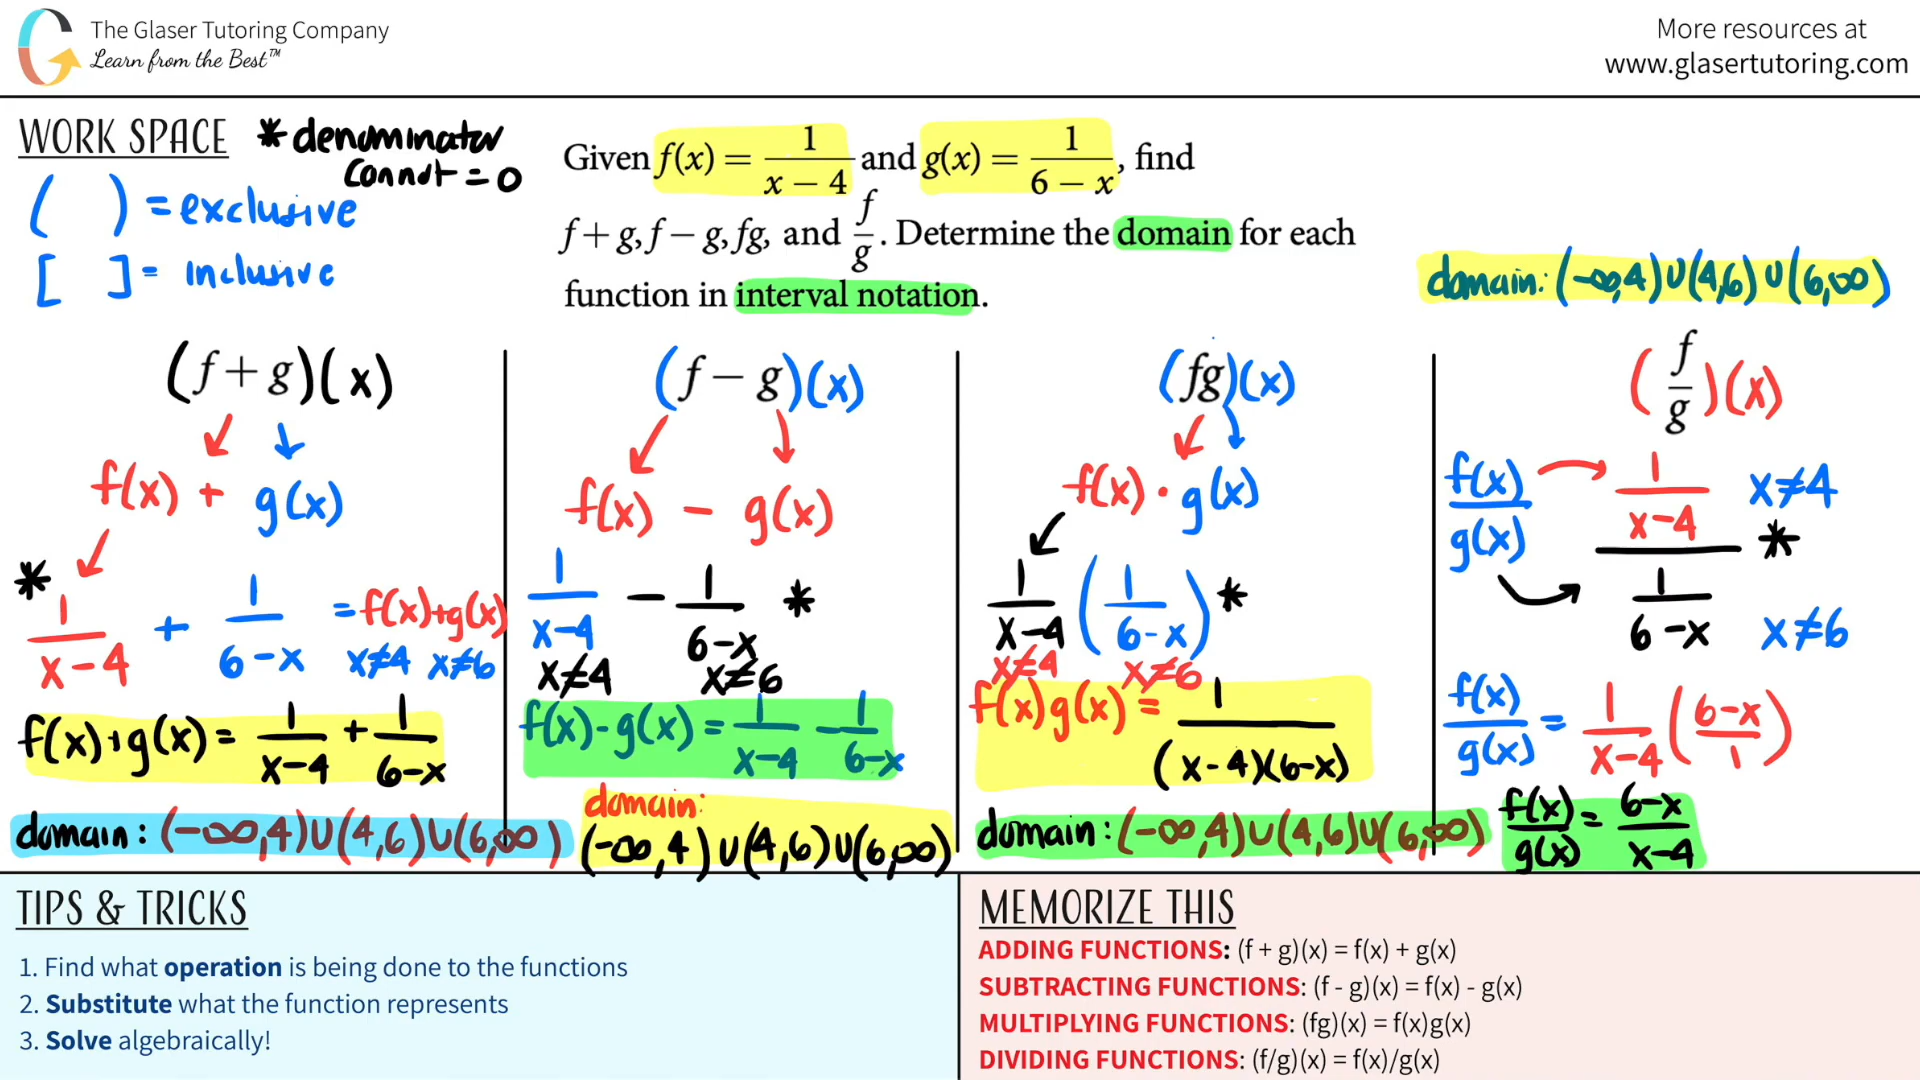 The Glaser Tutoring Company
Learn from the Best™
More resources at
www.glasertutoring.com
WORK SPACE
* denominator
cannot = 0
( ) = exclusive
[ ] = inclusive
Given f(x) = 1/(x − 4) and g(x) = 1/(6 − x), find
f + g, f − g, fg, and f/g. Determine the domain for each
function in interval notation.
domain: (-∞,4)∪(4,6)∪(6,∞)
(f + g)(x)
f(x) + g(x)
* 1/(x-4) + 1/(6-x) = f(x)+g(x)
x≠4 x≠6
f(x)+g(x) = 1/(x-4) + 1/(6-x)
domain: (-∞,4)∪(4,6)∪(6,∞)
(f − g)(x)
f(x) - g(x)
1/(x-4) - 1/(6-x) *
x≠4 x≠6
f(x)-g(x) = 1/(x-4) - 1/(6-x)
domain:
(-∞,4)∪(4,6)∪(6,∞)
(fg)(x)
f(x) · g(x)
1/(x-4) (1/(6-x)) *
x≠4 x≠6
f(x)g(x) = 1/((x-4)(6-x))
domain: (-∞,4)∪(4,6)∪(6,∞)
(f/g)(x)
f(x)/g(x)
1/(x-4) x≠4
*
1/(6-x) x≠6
f(x)/g(x) = 1/(x-4) ((6-x)/1)
f(x)/g(x) = (6-x)/(x-4)
TIPS & TRICKS
1. Find what operation is being done to the functions
2. Substitute what the function represents
3. Solve algebraically!
MEMORIZE THIS
ADDING FUNCTIONS: (f + g)(x) = f(x) + g(x)
SUBTRACTING FUNCTIONS: (f - g)(x) = f(x) - g(x)
MULTIPLYING FUNCTIONS: (fg)(x) = f(x)g(x)
DIVIDING FUNCTIONS: (f/g)(x) = f(x)/g(x)